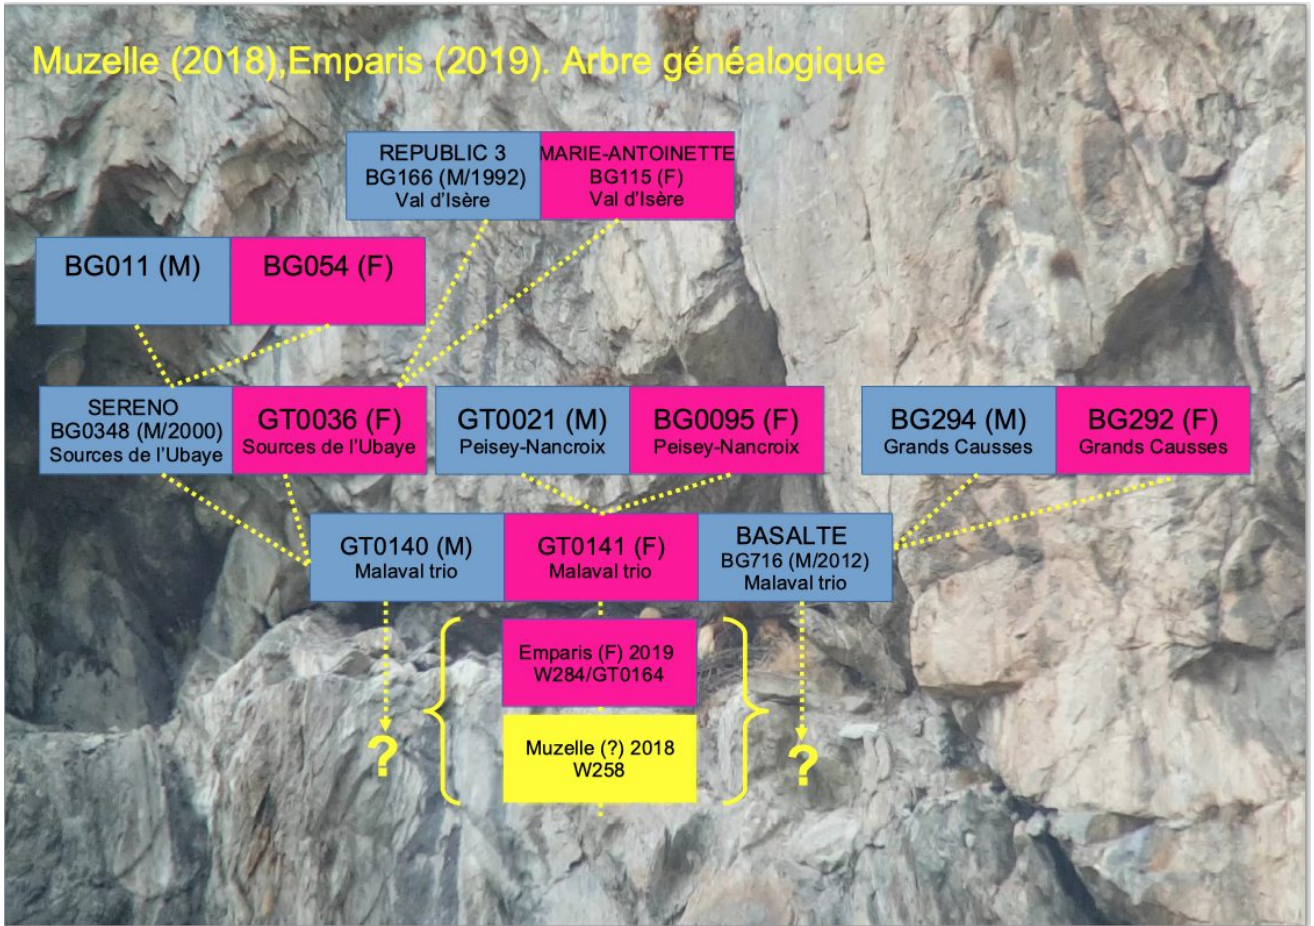 Muzelle (2018),Emparis (2019). Arbre généalogique
REPUBLIC 3
BG166 (M/1992)
Val d'Isère
MARIE-ANTOINETTE
BG115 (F)
Val d'Isère
BG011 (M)
BG054 (F)
SERENO
BG0348 (M/2000)
Sources de l'Ubaye
GT0036 (F)
Sources de l'Ubaye
GT0021 (M)
Peisey-Nancroix
BG0095 (F)
Peisey-Nancroix
BG294 (M)
Grands Causses
BG292 (F)
Grands Causses
GT0140 (M)
Malaval trio
GT0141 (F)
Malaval trio
BASALTE
BG716 (M/2012)
Malaval trio
Emparis (F) 2019
W284/GT0164
Muzelle (?) 2018
W258
?
?